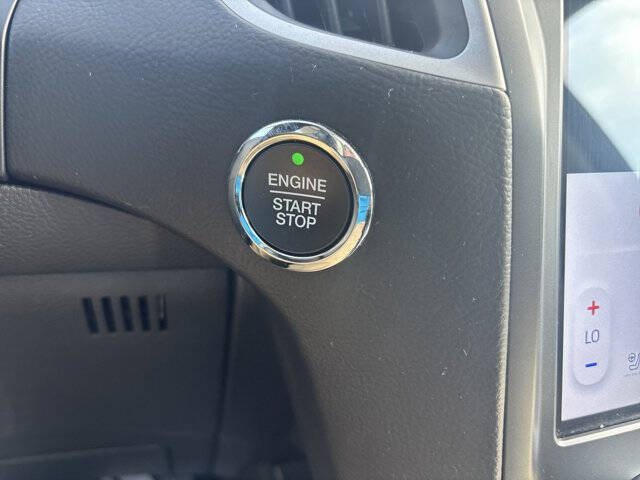 ENGINE
START
STOP
+
LO
−